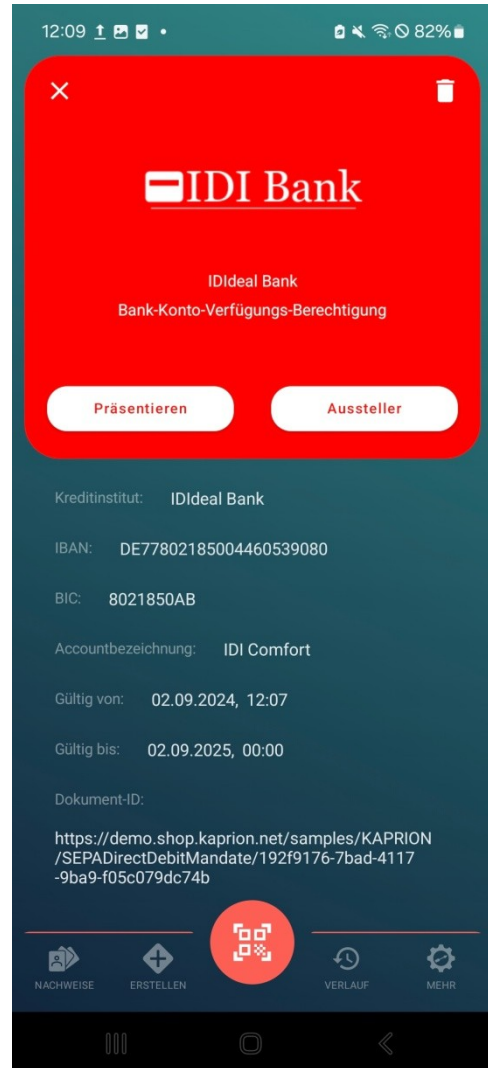 12:09 82%
IDI Bank
IDIdeal Bank
Bank-Konto-Verfügungs-Berechtigung
Präsentieren Aussteller
Kreditinstitut: IDIdeal Bank
IBAN: DE77802185004460539080
BIC: 8021850AB
Accountbezeichnung: IDI Comfort
Gültig von: 02.09.2024, 12:07
Gültig bis: 02.09.2025, 00:00
Dokument-ID:
https://demo.shop.kaprion.net/samples/KAPRION
/SEPADirectDebitMandate/192f9176-7bad-4117
-9ba9-f05c079dc74b
NACHWEISE ERSTELLEN VERLAUF MEHR